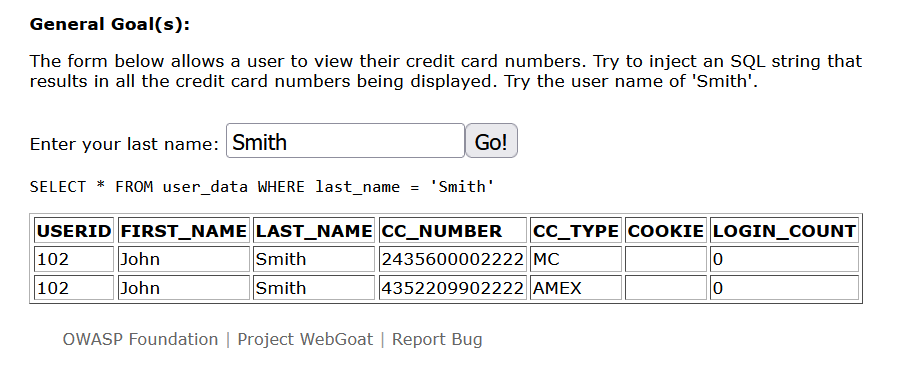 General Goal(s):
The form below allows a user to view their credit card numbers. Try to inject an SQL string that
results in all the credit card numbers being displayed. Try the user name of 'Smith'.
Enter your last name: Smith Go!
SELECT * FROM user_data WHERE last_name = 'Smith'
USERID FIRST_NAME LAST_NAME CC_NUMBER CC_TYPE COOKIE LOGIN_COUNT
102 John Smith 2435600002222 MC 0
102 John Smith 4352209902222 AMEX 0
OWASP Foundation | Project WebGoat | Report Bug